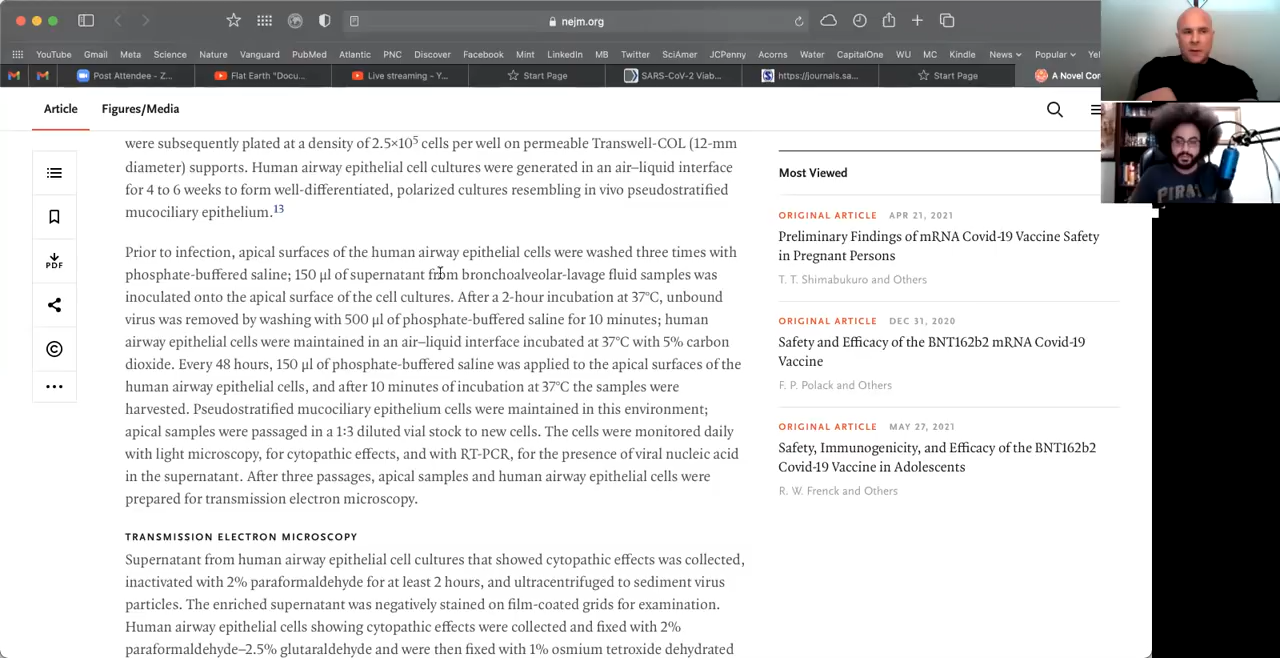 nejm.org
YouTube Gmail Meta Science Nature Vanguard PubMed Atlantic PNC Discover Facebook Mint LinkedIn MB Twitter SciAmer JCPenny Acorns Water CapitalOne WU MC Kindle News Popular Yel
Post Attendee - Z... Flat Earth "Docu... Live streaming - Y... Start Page SARS-CoV-2 Viab... https://journals.sa... Start Page A Novel Cor
Article Figures/Media
were subsequently plated at a density of 2.5×10⁵ cells per well on permeable Transwell-COL (12-mm
diameter) supports. Human airway epithelial cell cultures were generated in an air–liquid interface
for 4 to 6 weeks to form well-differentiated, polarized cultures resembling in vivo pseudostratified
mucociliary epithelium.¹³
Prior to infection, apical surfaces of the human airway epithelial cells were washed three times with
phosphate-buffered saline; 150 μl of supernatant from bronchoalveolar-lavage fluid samples was
inoculated onto the apical surface of the cell cultures. After a 2-hour incubation at 37°C, unbound
virus was removed by washing with 500 μl of phosphate-buffered saline for 10 minutes; human
airway epithelial cells were maintained in an air–liquid interface incubated at 37°C with 5% carbon
dioxide. Every 48 hours, 150 μl of phosphate-buffered saline was applied to the apical surfaces of the
human airway epithelial cells, and after 10 minutes of incubation at 37°C the samples were
harvested. Pseudostratified mucociliary epithelium cells were maintained in this environment;
apical samples were passaged in a 1:3 diluted vial stock to new cells. The cells were monitored daily
with light microscopy, for cytopathic effects, and with RT-PCR, for the presence of viral nucleic acid
in the supernatant. After three passages, apical samples and human airway epithelial cells were
prepared for transmission electron microscopy.
TRANSMISSION ELECTRON MICROSCOPY
Supernatant from human airway epithelial cell cultures that showed cytopathic effects was collected,
inactivated with 2% paraformaldehyde for at least 2 hours, and ultracentrifuged to sediment virus
particles. The enriched supernatant was negatively stained on film-coated grids for examination.
Human airway epithelial cells showing cytopathic effects were collected and fixed with 2%
paraformaldehyde–2.5% glutaraldehyde and were then fixed with 1% osmium tetroxide dehydrated
PDF
Most Viewed
ORIGINAL ARTICLE APR 21, 2021
Preliminary Findings of mRNA Covid-19 Vaccine Safety
in Pregnant Persons
T. T. Shimabukuro and Others
ORIGINAL ARTICLE DEC 31, 2020
Safety and Efficacy of the BNT162b2 mRNA Covid-19
Vaccine
F. P. Polack and Others
ORIGINAL ARTICLE MAY 27, 2021
Safety, Immunogenicity, and Efficacy of the BNT162b2
Covid-19 Vaccine in Adolescents
R. W. Frenck and Others
PIRAT